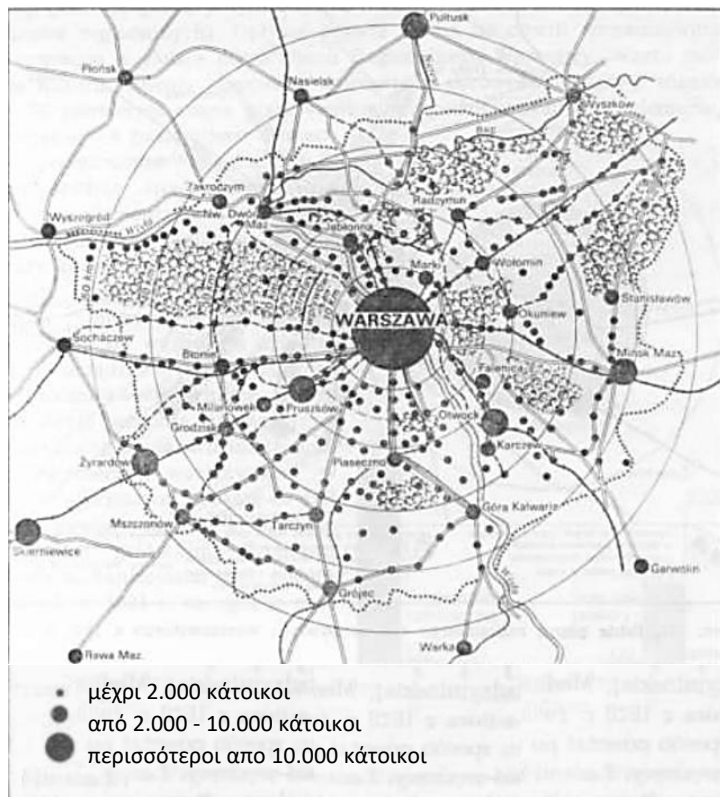 Pułtusk
Płońsk
Nasielsk
Wyszków
Bug
Zakroczym
Radzymin
Nw. Dwór
Maz.
Wyszogród
Jabłonna
Wołomin
Marki
Stanisławów
WARSZAWA
Okuniew
Sochaczew
Błonie
Mińsk Maz.
Falenica
Milanówek
Pruszków
Otwock
Grodzisk
Karczew
Żyrardów
Piaseczno
Góra Kalwaria
Mszczonów
Tarczyn
Skierniewice
Garwolin
Grójec
Warka
Rawa Maz.
μέχρι 2.000 κάτοικοι
από 2.000 - 10.000 κάτοικοι
περισσότεροι απο 10.000 κάτοικοι